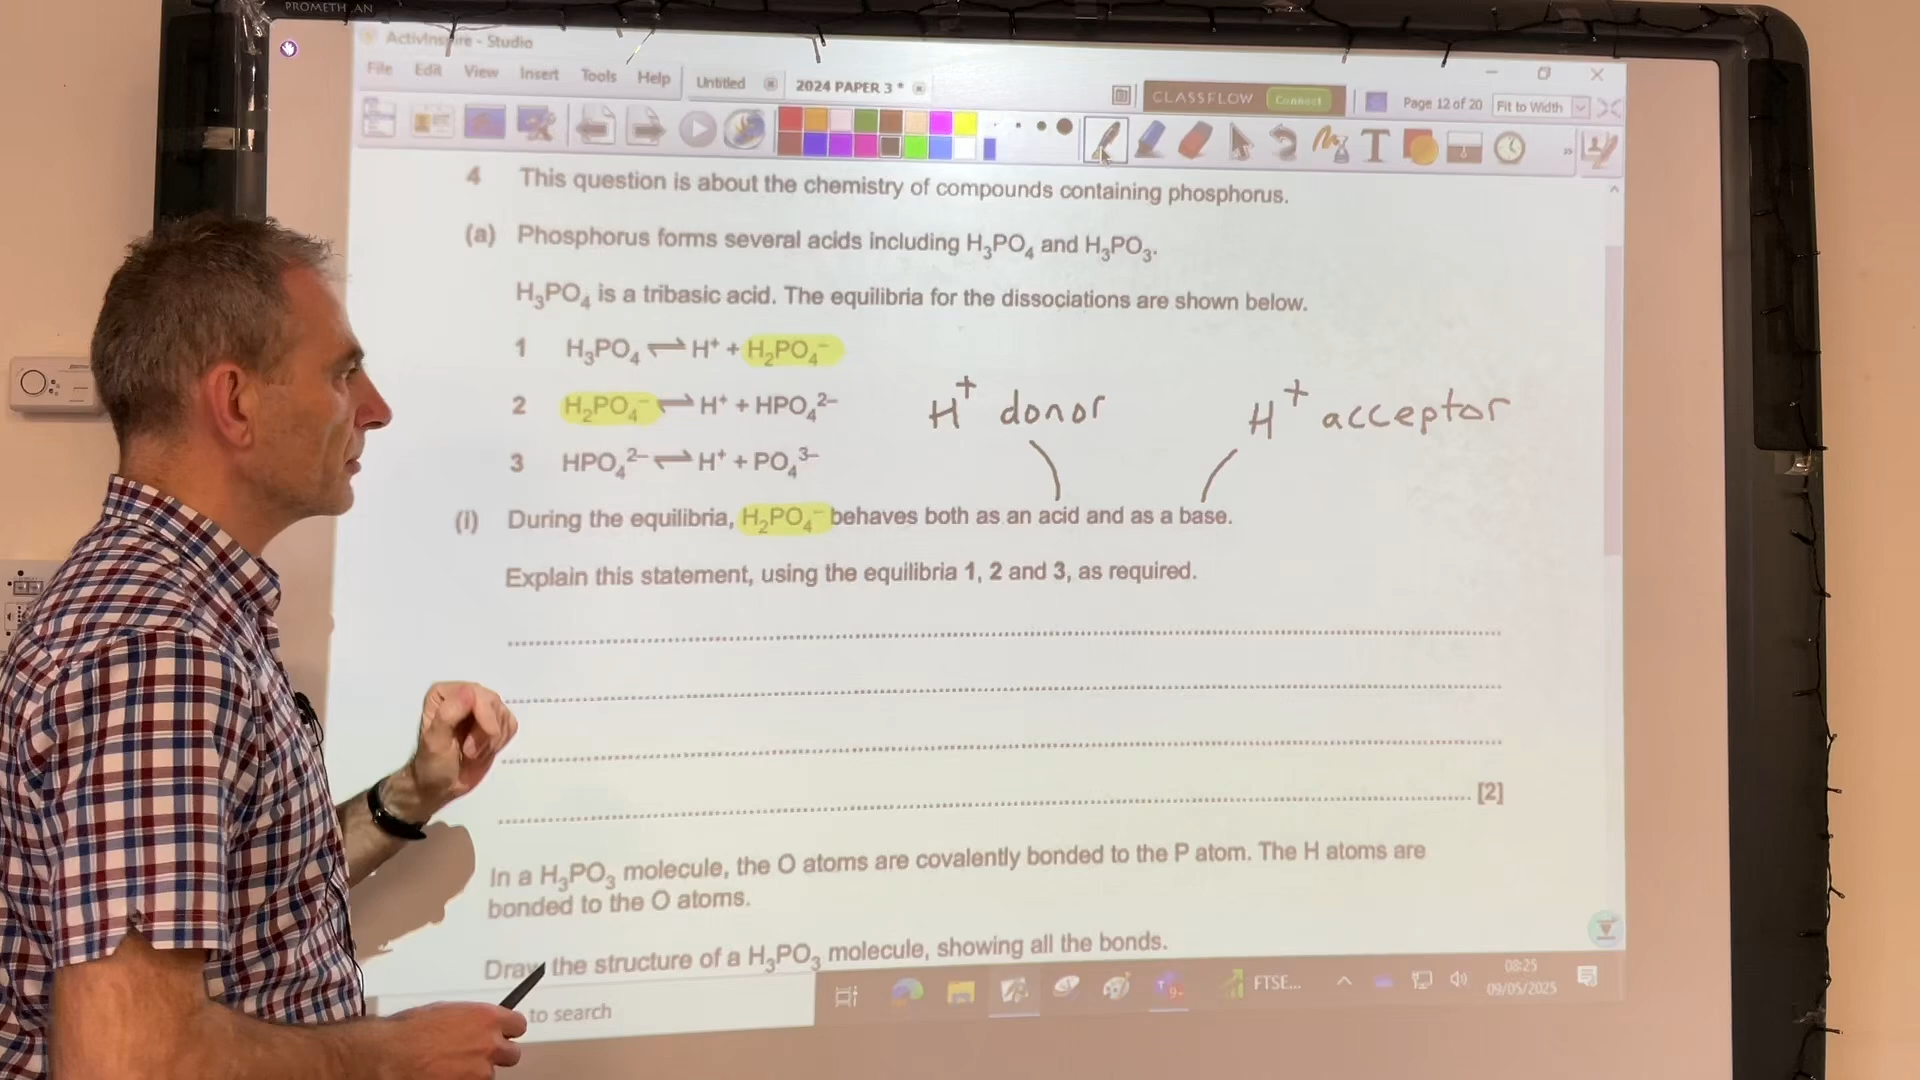 PROMETHEAN
ActivInspire - Studio
File Edit View Insert Tools Help Untitled 2024 PAPER 3 *
CLASSFLOW Connect Page 12 of 20 Fit to Width
4 This question is about the chemistry of compounds containing phosphorus.
(a) Phosphorus forms several acids including H₃PO₄ and H₃PO₃.
H₃PO₄ is a tribasic acid. The equilibria for the dissociations are shown below.
1 H₃PO₄ ⇌ H⁺ + H₂PO₄⁻
2 H₂PO₄⁻ ⇌ H⁺ + HPO₄²⁻
H⁺ donor H⁺ acceptor
3 HPO₄²⁻ ⇌ H⁺ + PO₄³⁻
(i) During the equilibria, H₂PO₄⁻ behaves both as an acid and as a base.
Explain this statement, using the equilibria 1, 2 and 3, as required.
[2]
In a H₃PO₃ molecule, the O atoms are covalently bonded to the P atom. The H atoms are
bonded to the O atoms.
Draw the structure of a H₃PO₃ molecule, showing all the bonds.
to search FTSE... 08:25
09/05/2025